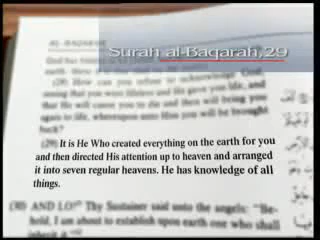 Surah al-Baqarah,29
AL-BAQARAH
(28) How can you refuse to acknowledge God,
seeing that you were lifeless and He gave you life, and
that He will cause you to die and then will bring you
again to life, whereupon unto Him you will be brought
back?
(29) It is He Who created everything on the earth for you
and then directed His attention up to heaven and arranged
it into seven regular heavens. He has knowledge of all
things.
(30) AND LO! Thy Sustainer said unto the angels: "Be-
hold, I am about to establish upon earth one who shall
inherit it."